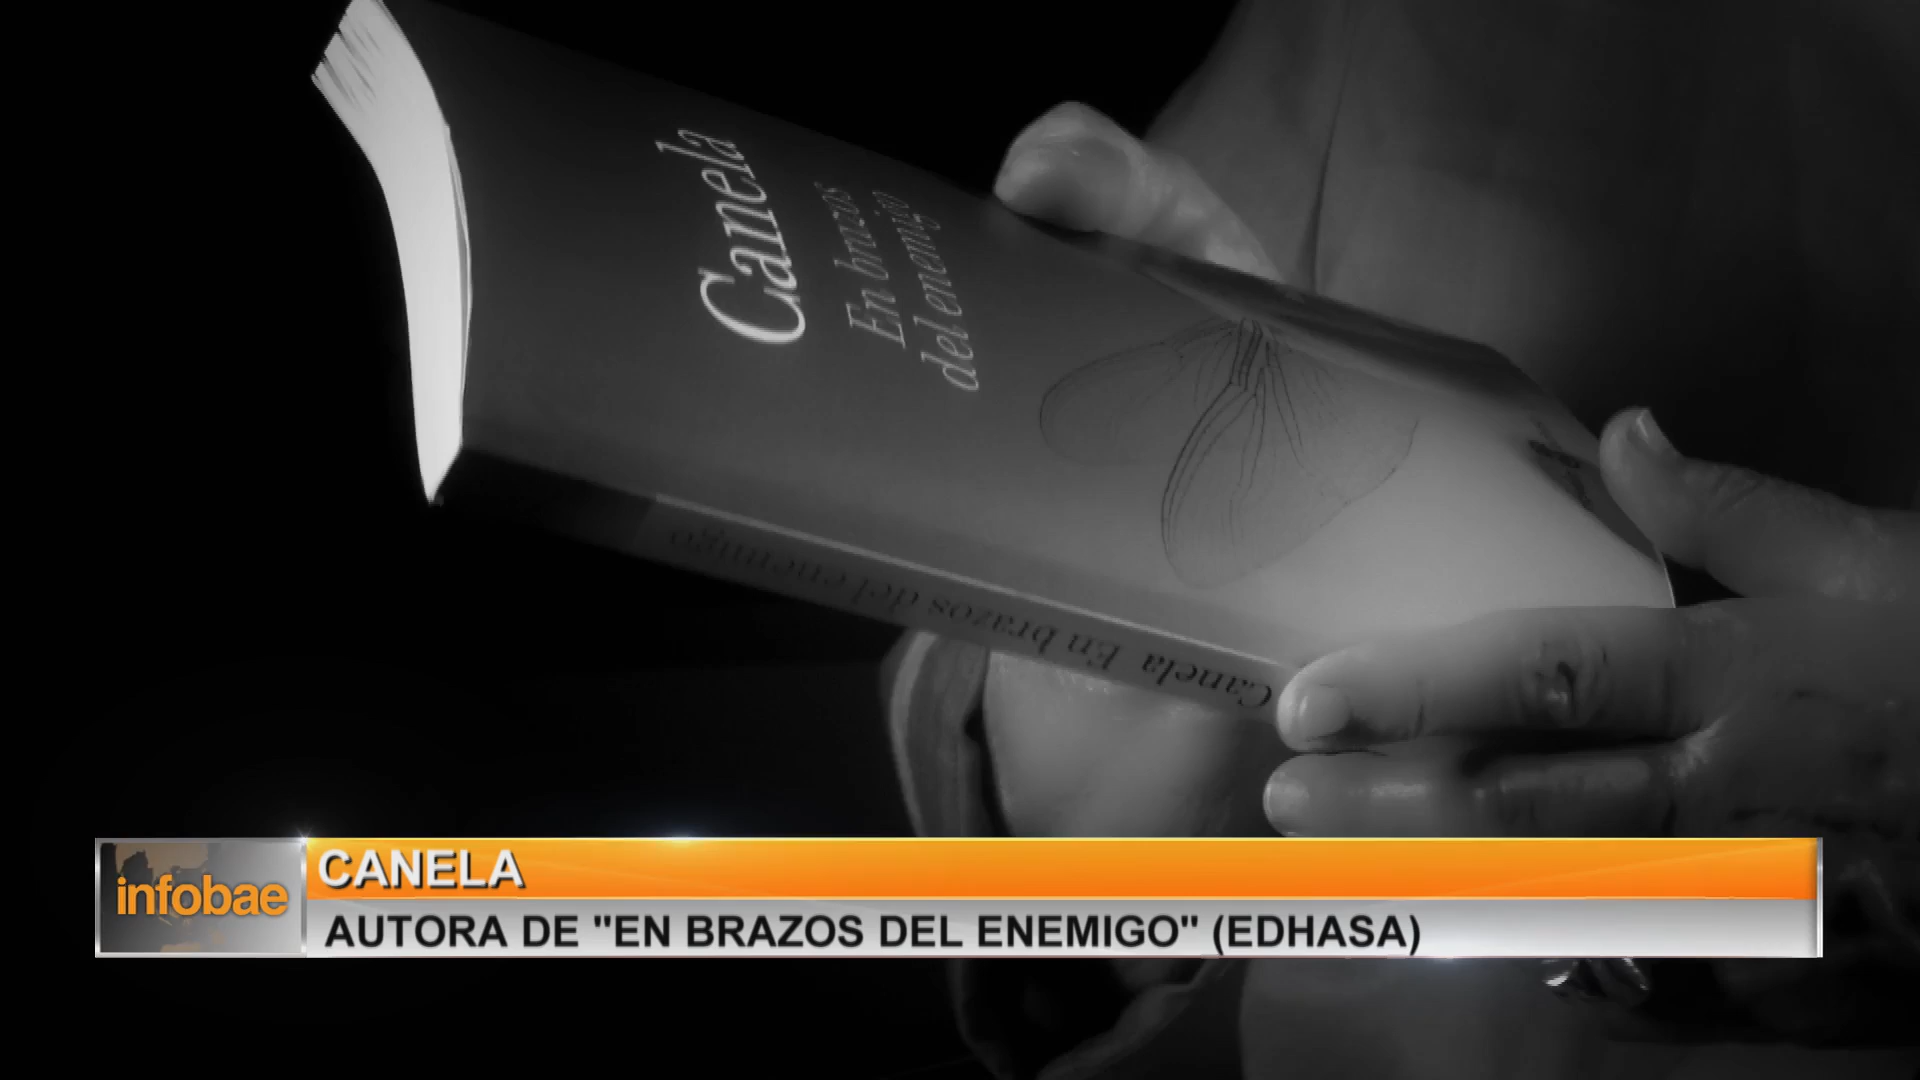 Canela
En brazos
del enemigo
Canela En brazos del enemigo
infobae
CANELA
AUTORA DE "EN BRAZOS DEL ENEMIGO" (EDHASA)